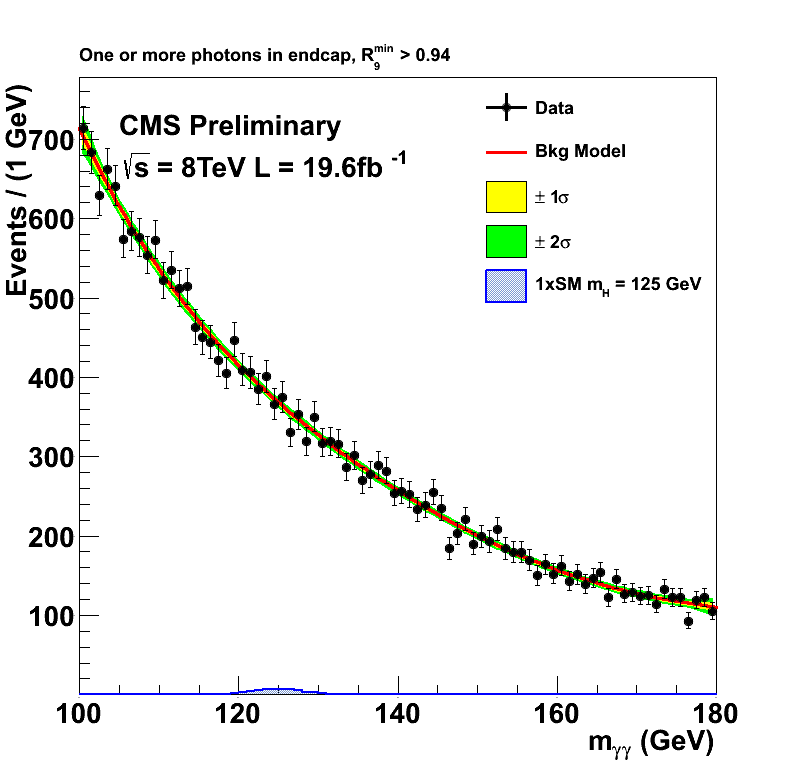 One or more photons in endcap, R₉ᵐⁱⁿ > 0.94
CMS Preliminary
√s = 8TeV L = 19.6fb⁻¹
Data
Bkg Model
± 1σ
± 2σ
1xSM m_H = 125 GeV
Events / (1 GeV)
700
600
500
400
300
200
100
100 120 140 160 180
m_γγ (GeV)